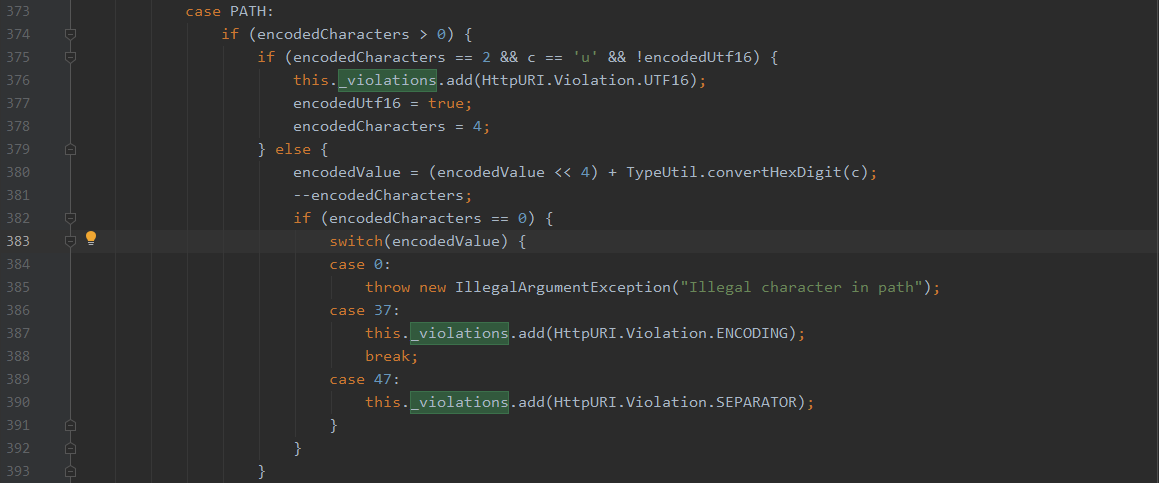 373 case PATH:
374 if (encodedCharacters > 0) {
375 if (encodedCharacters == 2 && c == 'u' && !encodedUtf16) {
376 this._violations.add(HttpURI.Violation.UTF16);
377 encodedUtf16 = true;
378 encodedCharacters = 4;
379 } else {
380 encodedValue = (encodedValue << 4) + TypeUtil.convertHexDigit(c);
381 --encodedCharacters;
382 if (encodedCharacters == 0) {
383 switch(encodedValue) {
384 case 0:
385 throw new IllegalArgumentException("Illegal character in path");
386 case 37:
387 this._violations.add(HttpURI.Violation.ENCODING);
388 break;
389 case 47:
390 this._violations.add(HttpURI.Violation.SEPARATOR);
391 }
392 }
393 }